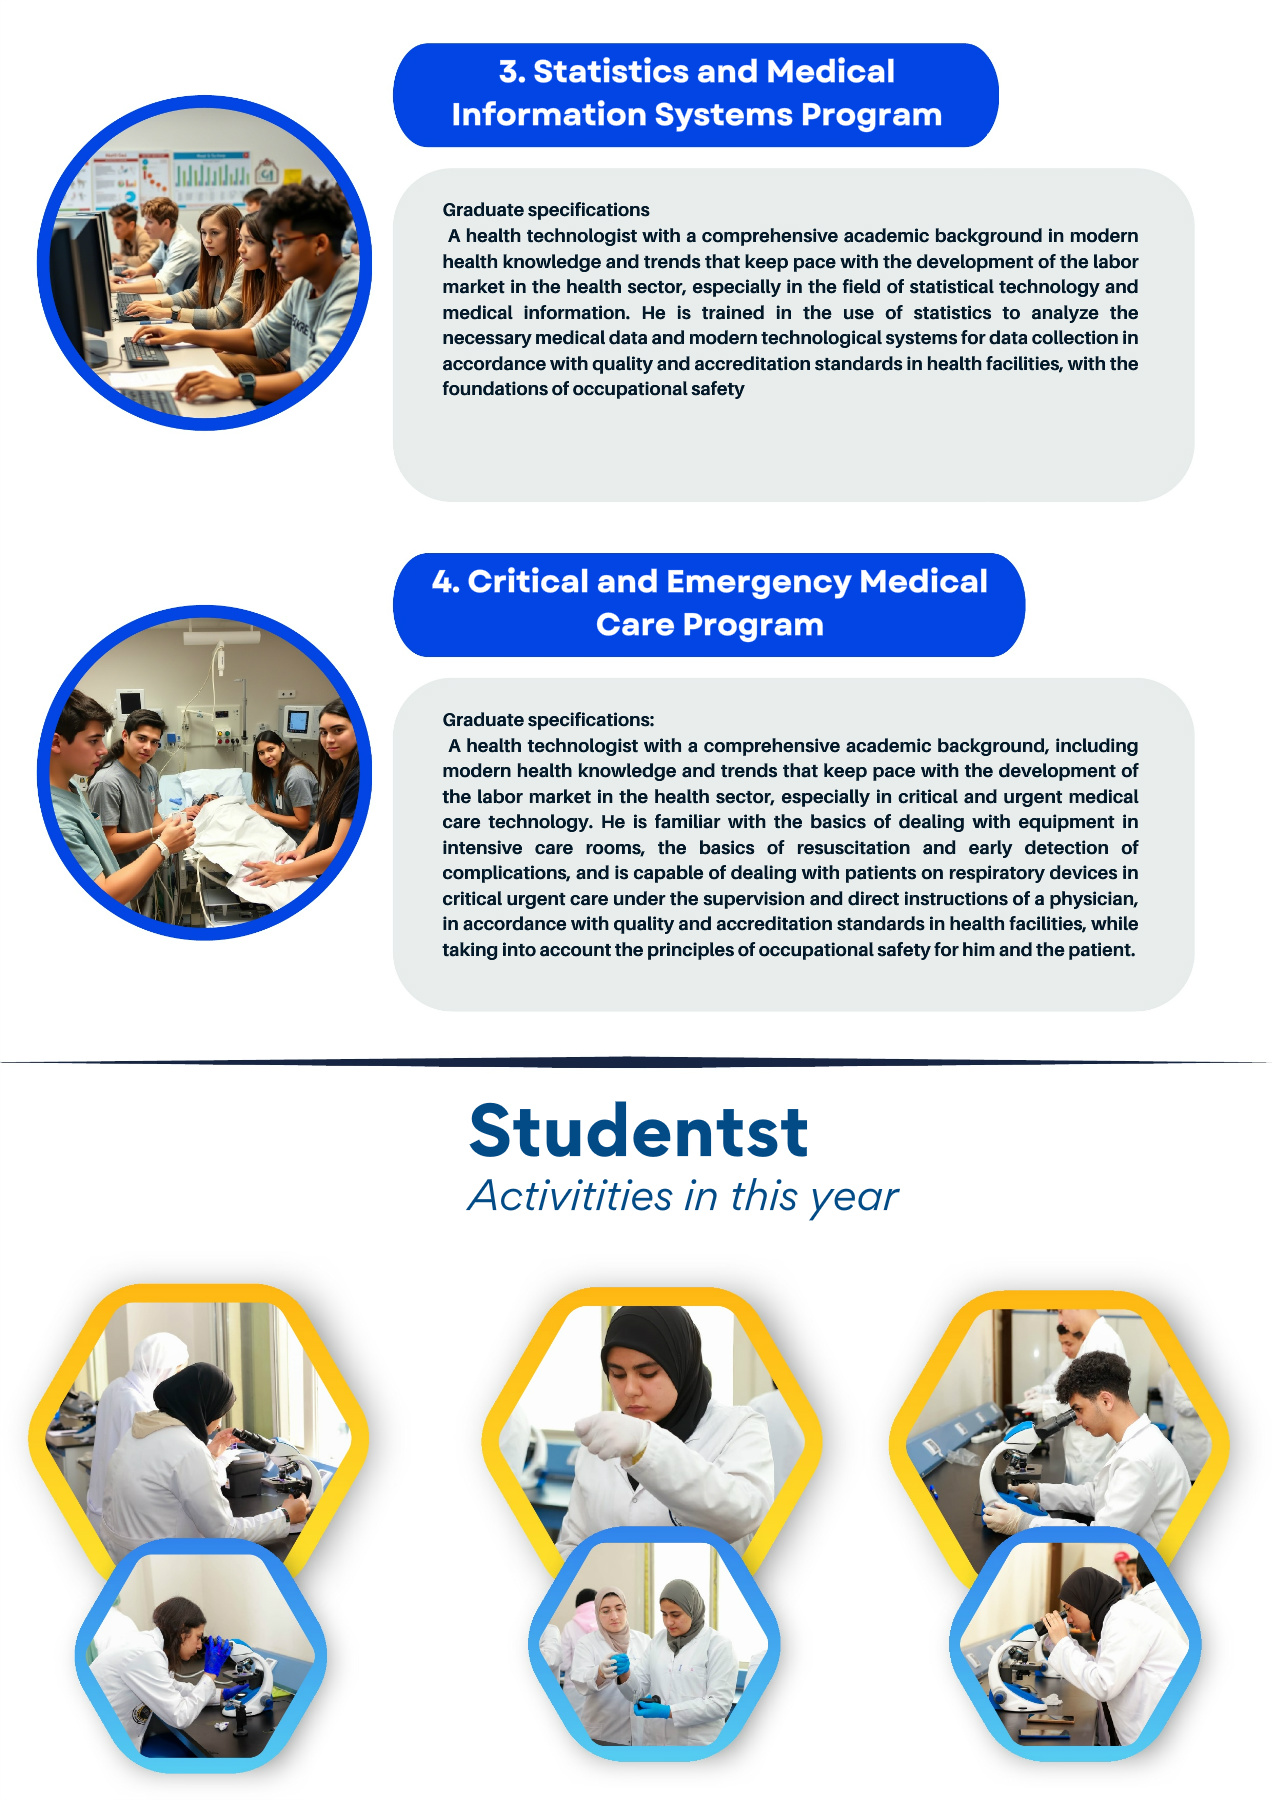 3. Statistics and Medical
Information Systems Program
Graduate specifications
A health technologist with a comprehensive academic background in modern
health knowledge and trends that keep pace with the development of the labor
market in the health sector, especially in the field of statistical technology and
medical information. He is trained in the use of statistics to analyze the
necessary medical data and modern technological systems for data collection in
accordance with quality and accreditation standards in health facilities, with the
foundations of occupational safety
4. Critical and Emergency Medical
Care Program
Graduate specifications:
A health technologist with a comprehensive academic background, including
modern health knowledge and trends that keep pace with the development of
the labor market in the health sector, especially in critical and urgent medical
care technology. He is familiar with the basics of dealing with equipment in
intensive care rooms, the basics of resuscitation and early detection of
complications, and is capable of dealing with patients on respiratory devices in
critical urgent care under the supervision and direct instructions of a physician,
in accordance with quality and accreditation standards in health facilities, while
taking into account the principles of occupational safety for him and the patient.
Studentst
Activitities in this year